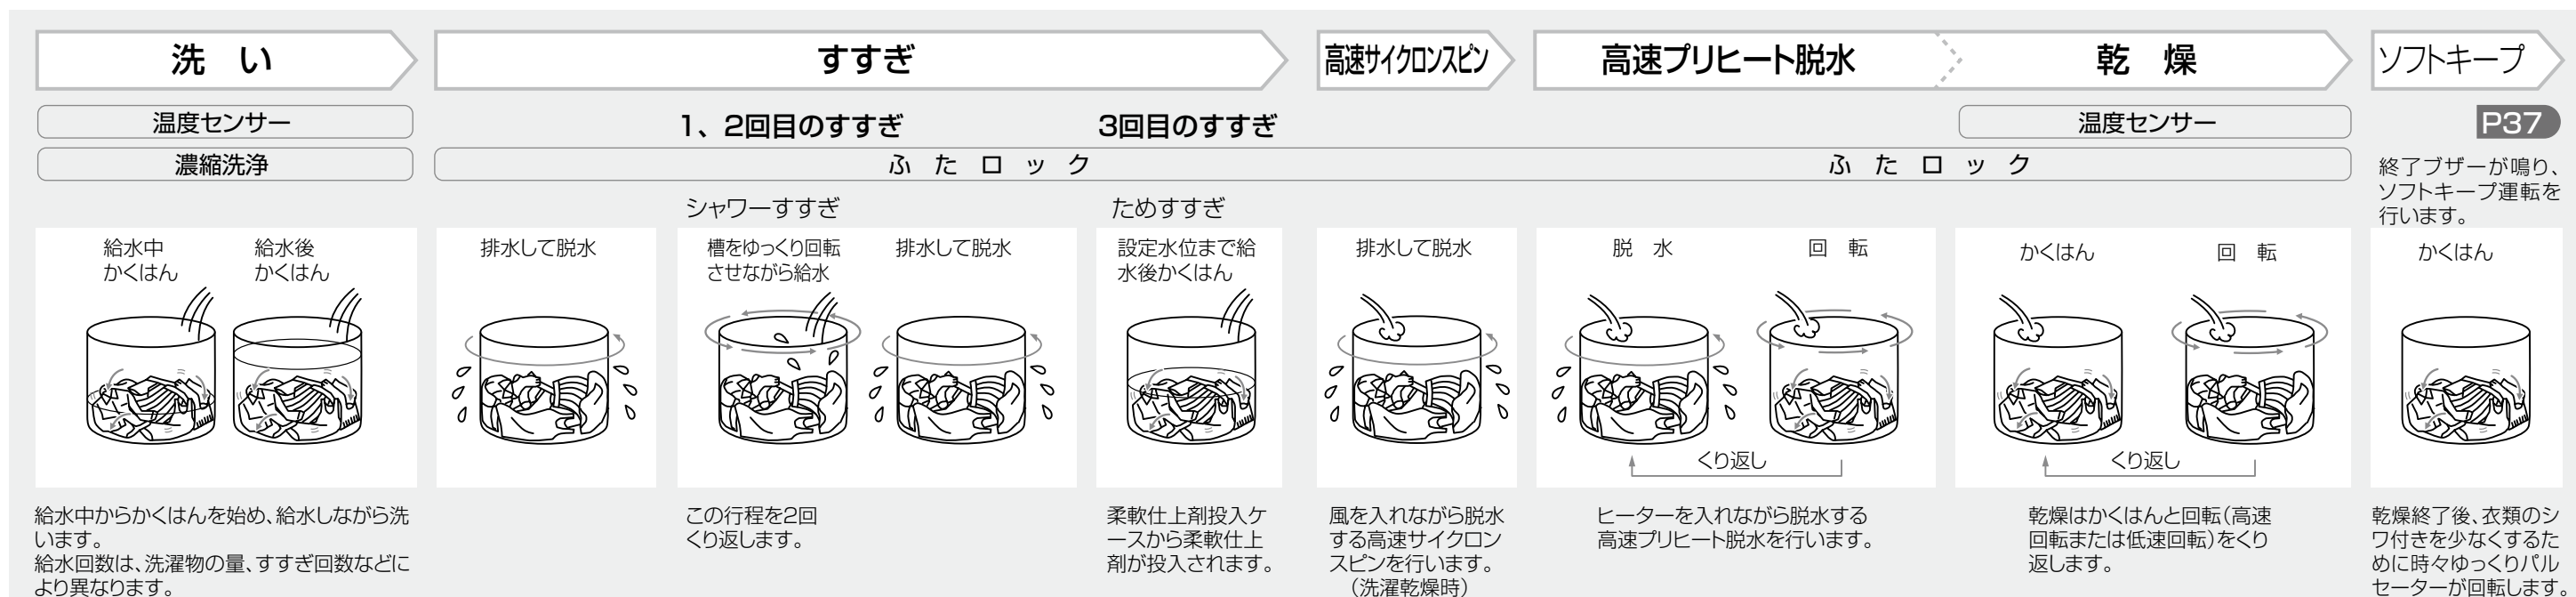 洗い
すすぎ
高速サイクロンスピン
高速プリヒート脱水
乾燥
ソフトキープ
温度センサー
1、2回目のすすぎ
3回目のすすぎ
温度センサー
P37
濃縮洗浄
ふたロック
ふたロック
終了ブザーが鳴り、
ソフトキープ運転を
行います。
シャワーすすぎ
ためすすぎ
給水中
かくはん
給水後
かくはん
排水して脱水
槽をゆっくり回転
させながら給水
排水して脱水
設定水位まで給
水後かくはん
排水して脱水
脱水
回転
かくはん
回転
かくはん
くり返し
くり返し
給水中からかくはんを始め、給水しながら洗
います。
給水回数は、洗濯物の量、すすぎ回数などに
より異なります。
この行程を2回
くり返します。
柔軟仕上剤投入ケ
ースから柔軟仕上
剤が投入されます。
風を入れながら脱水
する高速サイクロン
スピンを行います。
(洗濯乾燥時)
ヒーターを入れながら脱水する
高速プリヒート脱水を行います。
乾燥はかくはんと回転(高速
回転または低速回転)をくり
返します。
乾燥終了後、衣類のシ
ワ付きを少なくするた
めに時々ゆっくりパル
セーターが回転します。